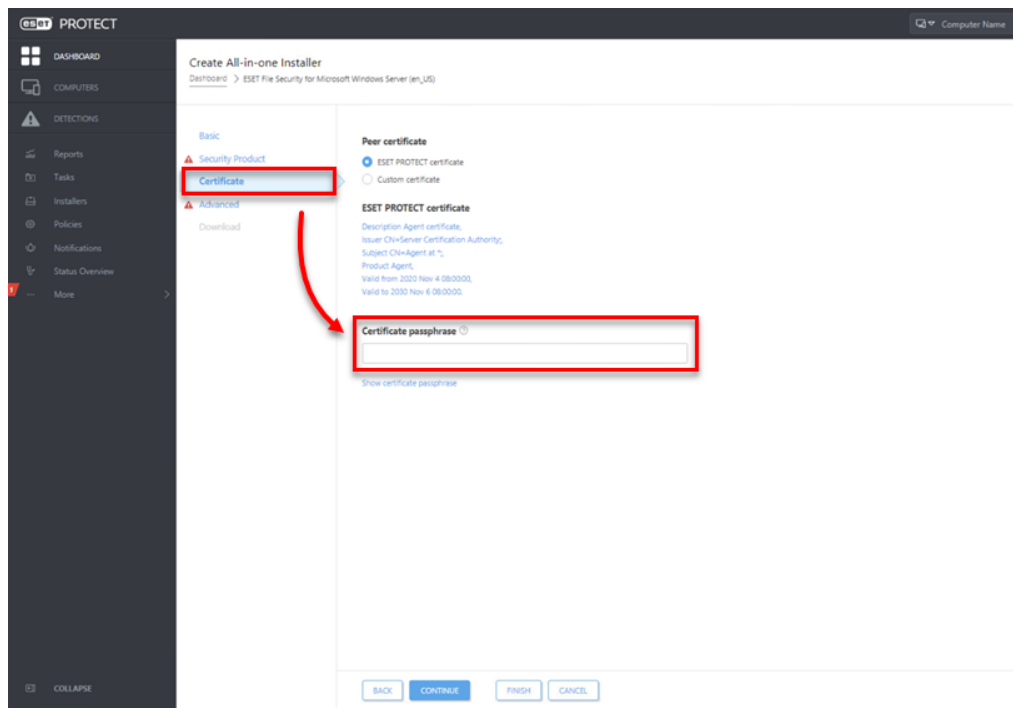 eset PROTECT
Computer Name
DASHBOARD
COMPUTERS
DETECTIONS
Reports
Tasks
Installers
Policies
Notifications
Status Overview
1
More
COLLAPSE
Create All-in-one Installer
Dashboard > ESET File Security for Microsoft Windows Server (en_US)
Basic
Security Product
Certificate
Advanced
Download
Peer certificate
ESET PROTECT certificate
Custom certificate
ESET PROTECT certificate
Description Agent certificate,
Issuer CN=Server Certification Authority;,
Subject CN=Agent at *;,
Product Agent,
Valid from 2020 Nov 4 08:00:00,
Valid to 2030 Nov 6 08:00:00.
Certificate passphrase ?
Show certificate passphrase
BACK CONTINUE FINISH CANCEL